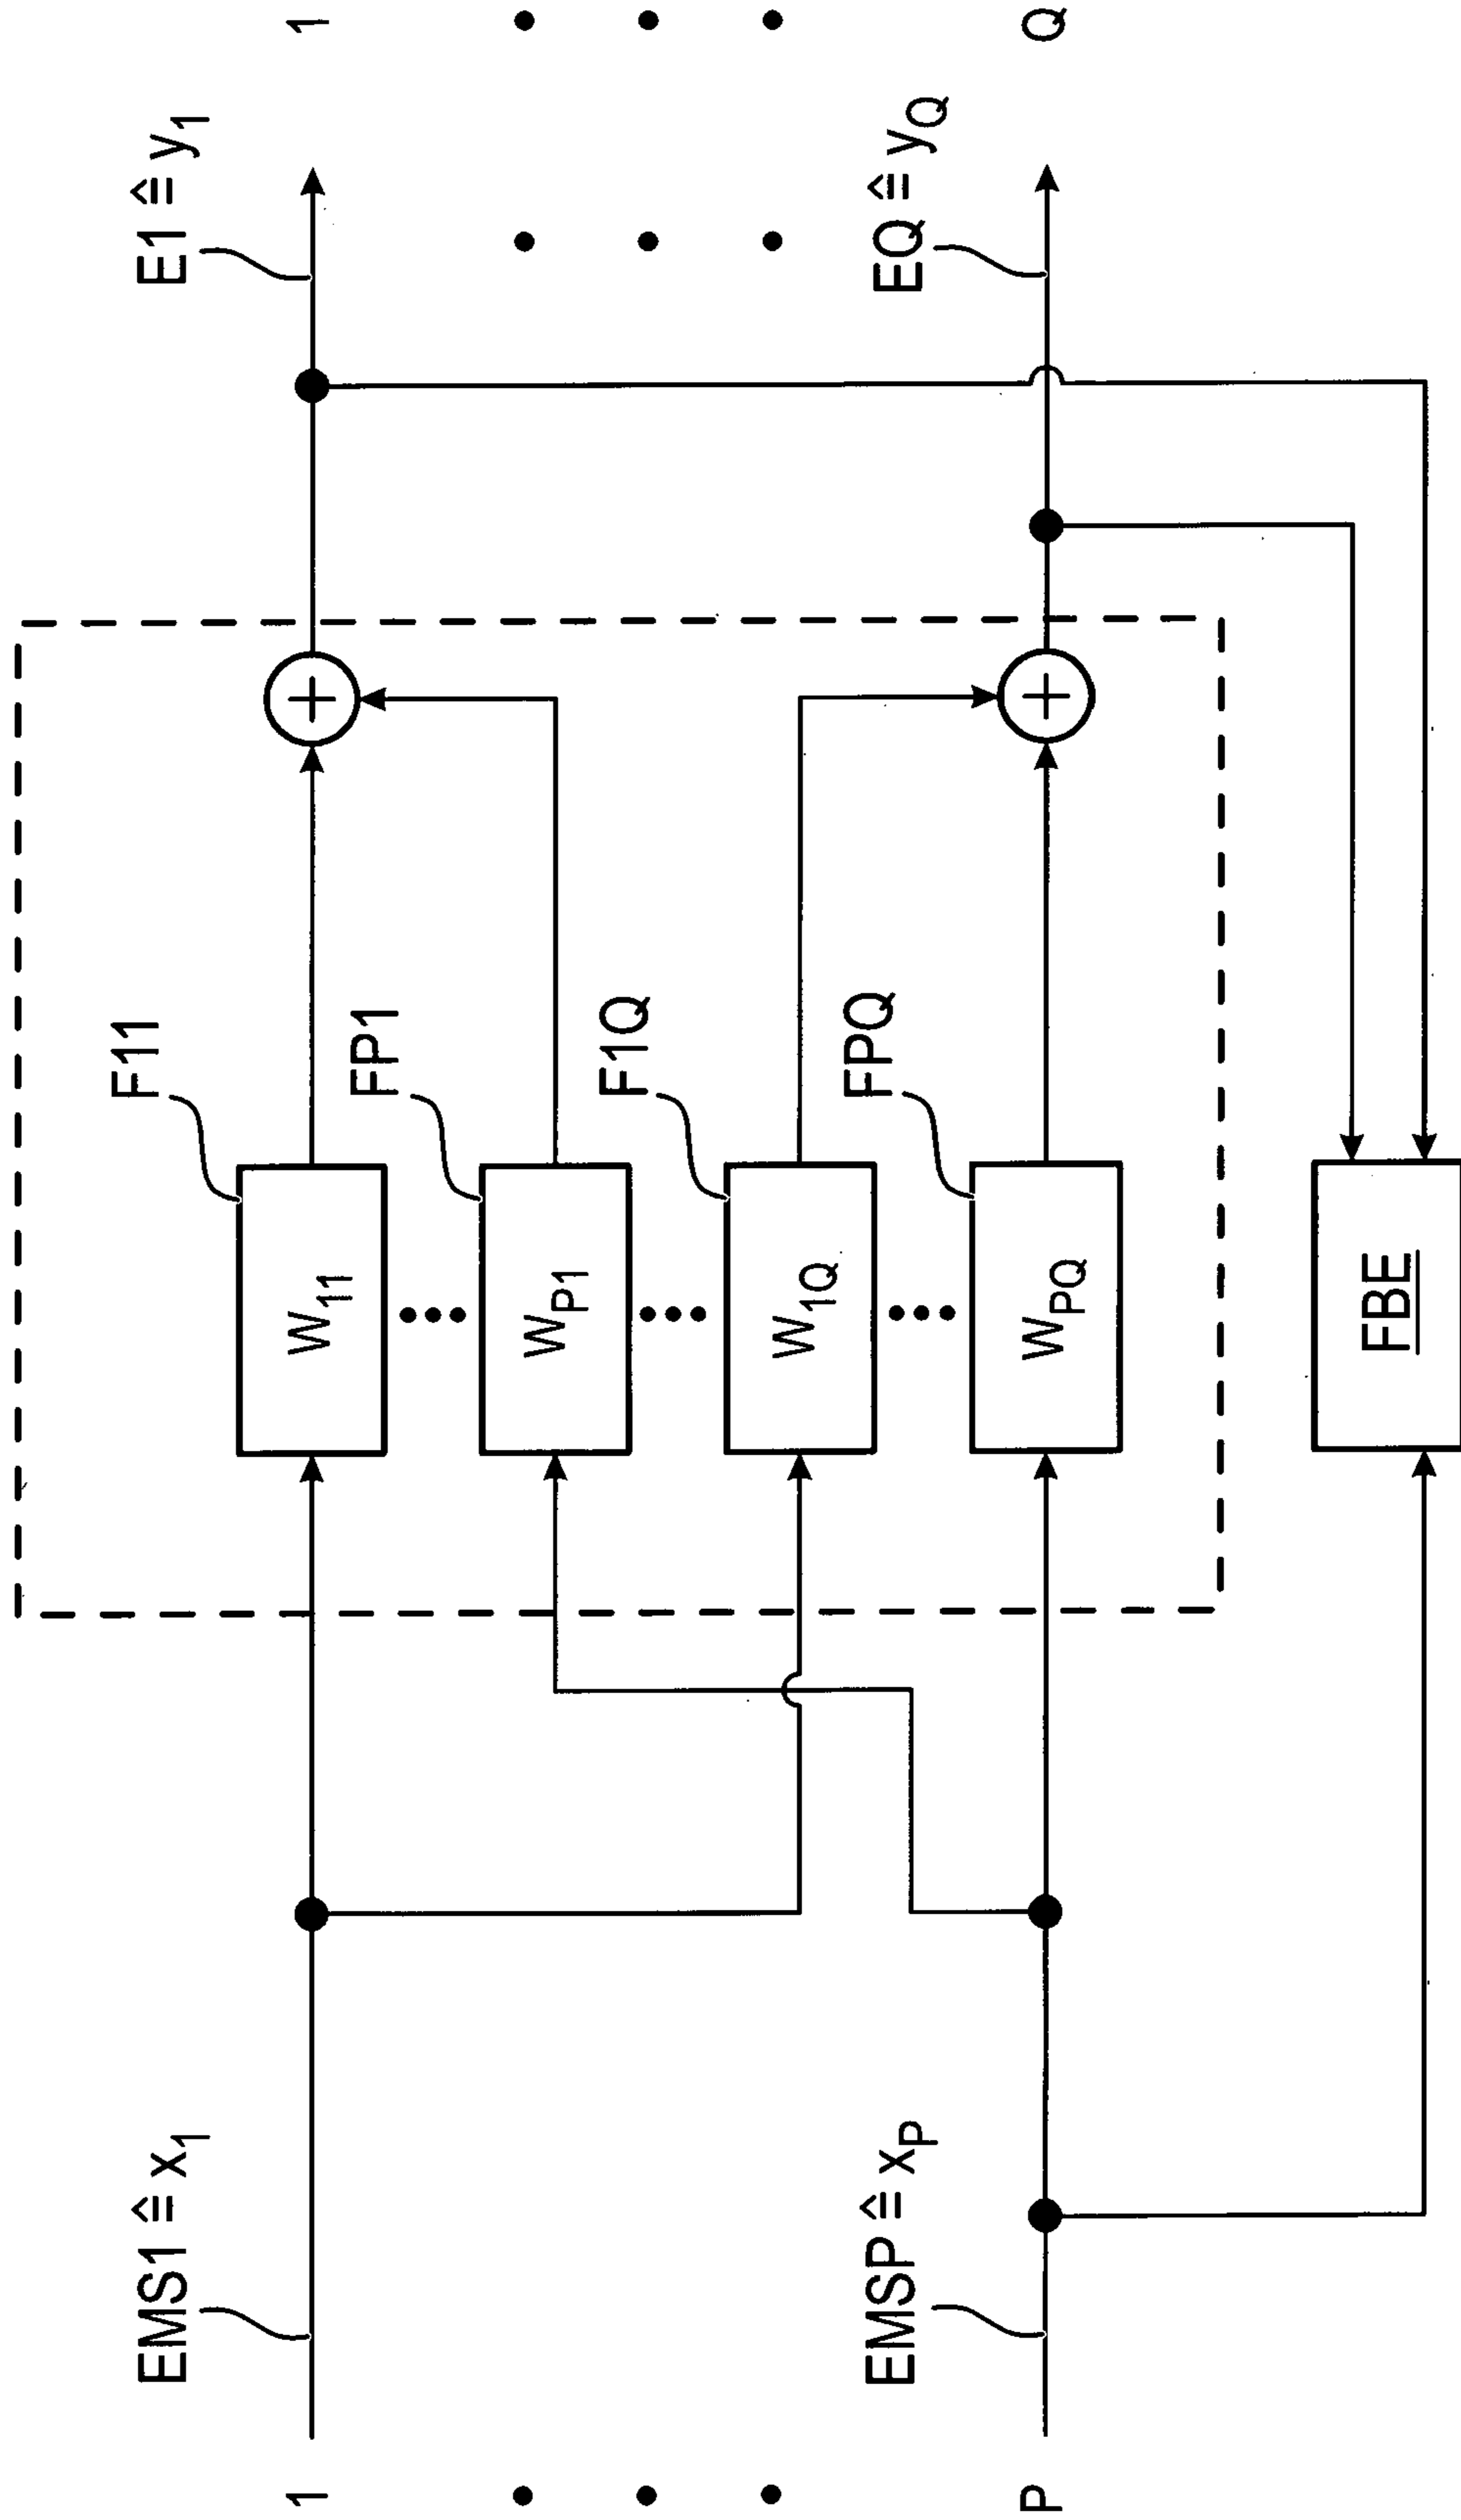 1
EMS1 ≙ x1
F11
W11
E1 ≙ y1
1
FP1
WP1
F1Q
W1Q
P
EMSP ≙ xP
FPQ
WPQ
EQ ≙ yQ
Q
FBE